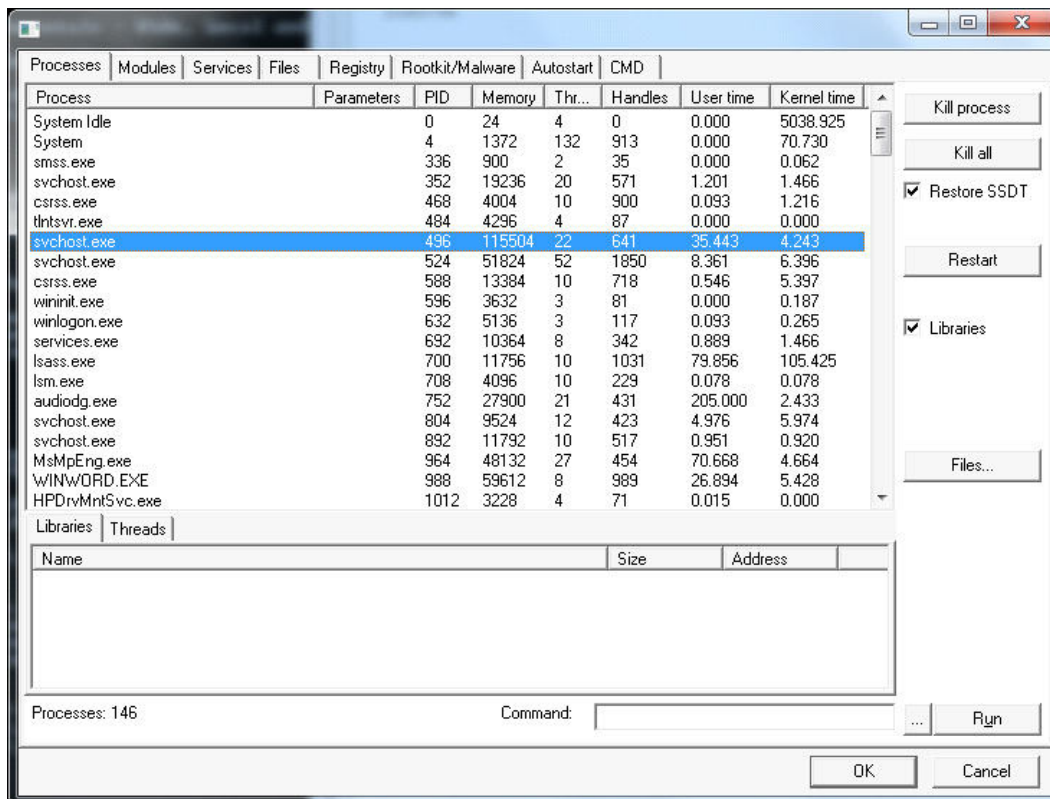 Processes Modules Services Files Registry Rootkit/Malware Autostart CMD
Process Parameters PID Memory Thr... Handles User time Kernel time
System Idle 0 24 4 0 0.000 5038.925
System 4 1372 132 913 0.000 70.730
smss.exe 336 900 2 35 0.000 0.062
svchost.exe 352 19236 20 571 1.201 1.466
csrss.exe 468 4004 10 900 0.093 1.216
tlntsvr.exe 484 4296 4 87 0.000 0.000
svchost.exe 496 115504 22 641 35.443 4.243
svchost.exe 524 51824 52 1850 8.361 6.396
csrss.exe 588 13384 10 718 0.546 5.397
wininit.exe 596 3632 3 81 0.000 0.187
winlogon.exe 632 5136 3 117 0.093 0.265
services.exe 692 10364 8 342 0.889 1.466
lsass.exe 700 11756 10 1031 79.856 105.425
lsm.exe 708 4096 10 229 0.078 0.078
audiodg.exe 752 27900 21 431 205.000 2.433
svchost.exe 804 9524 12 423 4.976 5.974
svchost.exe 892 11792 10 517 0.951 0.920
MsMpEng.exe 964 48132 27 454 70.668 4.664
WINWORD.EXE 988 59612 8 989 26.894 5.428
HPDrvMntSvc.exe 1012 3228 4 71 0.015 0.000
Kill process
Kill all
Restore SSDT
Restart
Libraries
Files...
Libraries Threads
Name Size Address
Processes: 146 Command: ... Run
OK Cancel